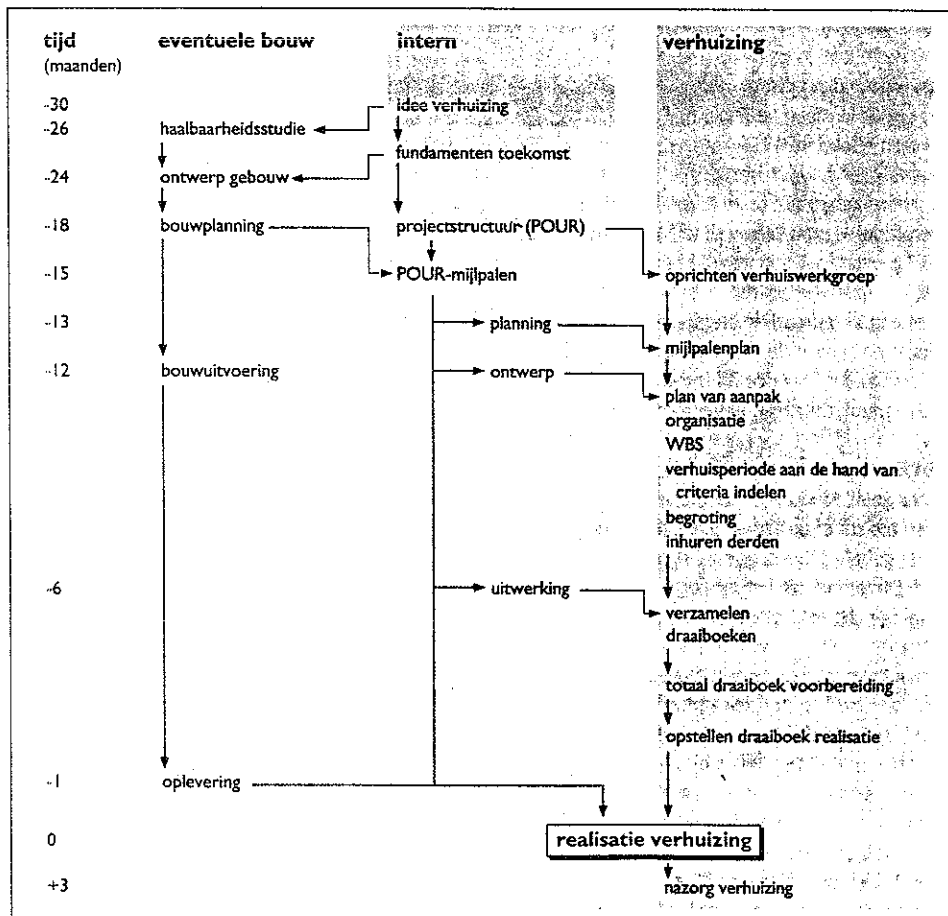 tijd eventuele bouw intern verhuizing
(maanden)
-30 idee verhuizing
-26 haalbaarheidsstudie
fundamenten toekomst
-24 ontwerp gebouw
-18 bouwplanning projectstructuur (POUR)
-15 POUR-mijlpalen oprichten verhuiswerkgroep
-13 planning
mijlpalenplan
-12 bouwuitvoering ontwerp
plan van aanpak
organisatie
WBS
verhuisperiode aan de hand van
criteria indelen
begroting
inhuren derden
-6 uitwerking
verzamelen
draaiboeken
totaal draaiboek voorbereiding
opstellen draaiboek realisatie
-1 oplevering
0 realisatie verhuizing
+3 nazorg verhuizing